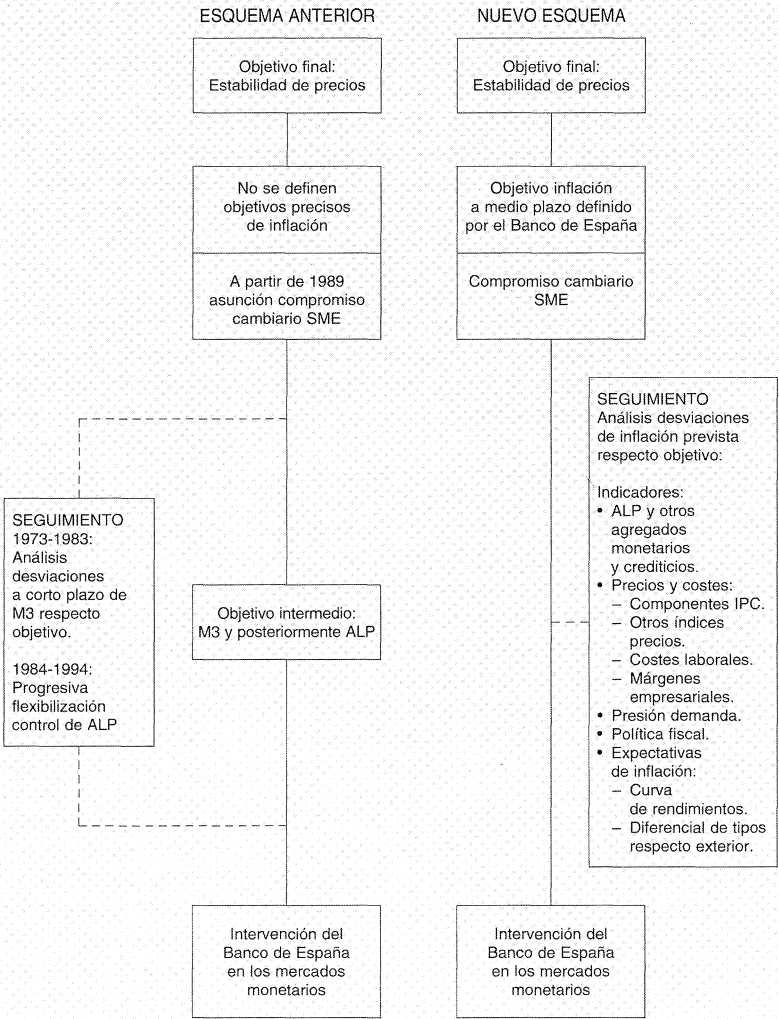 ESQUEMA ANTERIOR
Objetivo final:
Estabilidad de precios
No se definen
objetivos precisos
de inflación
A partir de 1989
asunción compromiso
cambiario SME
SEGUIMIENTO
1973-1983:
Análisis
desviaciones
a corto plazo de
M3 respecto
objetivo.
1984-1994:
Progresiva
flexibilización
control de ALP
Objetivo intermedio:
M3 y posteriormente ALP
Intervención del
Banco de España
en los mercados
monetarios
NUEVO ESQUEMA
Objetivo final:
Estabilidad de precios
Objetivo inflación
a medio plazo definido
por el Banco de España
Compromiso cambiario
SME
SEGUIMIENTO
Análisis desviaciones
de inflación prevista
respecto objetivo:
Indicadores:
• ALP y otros
agregados
monetarios
y crediticios.
• Precios y costes:
– Componentes IPC.
– Otros índices
precios.
– Costes laborales.
– Márgenes
empresariales.
• Presión demanda.
• Política fiscal.
• Expectativas
de inflación:
– Curva
de rendimientos.
– Diferencial de tipos
respecto exterior.
Intervención del
Banco de España
en los mercados
monetarios